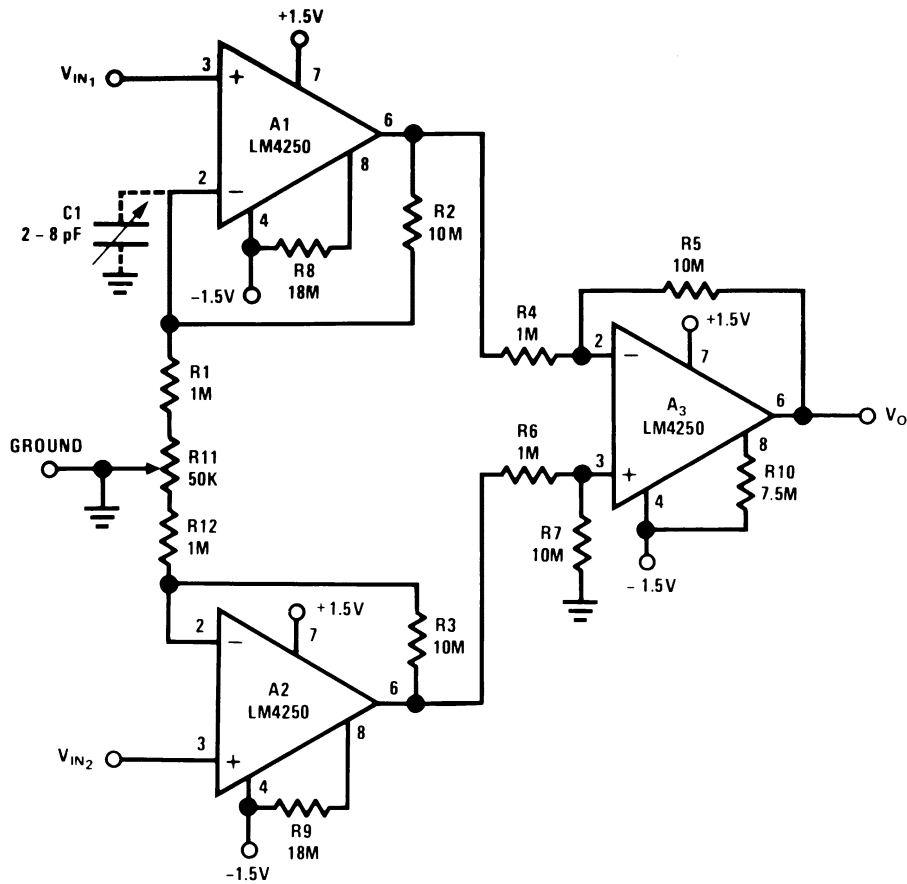 +1.5V
VIN1
3
+
7
A1
LM4250
6
8
2
−
C1
2 – 8 pF
4
R2
10M
R8
18M
−1.5V
R5
10M
R4
1M
+1.5V
2
−
7
R1
1M
A3
LM4250
6
VO
GROUND
R11
50K
R6
1M
3
+
8
R10
7.5M
4
R12
1M
R7
10M
− 1.5V
+1.5V
2
−
7
R3
10M
A2
LM4250
6
8
VIN2
3
+
4
R9
18M
−1.5V